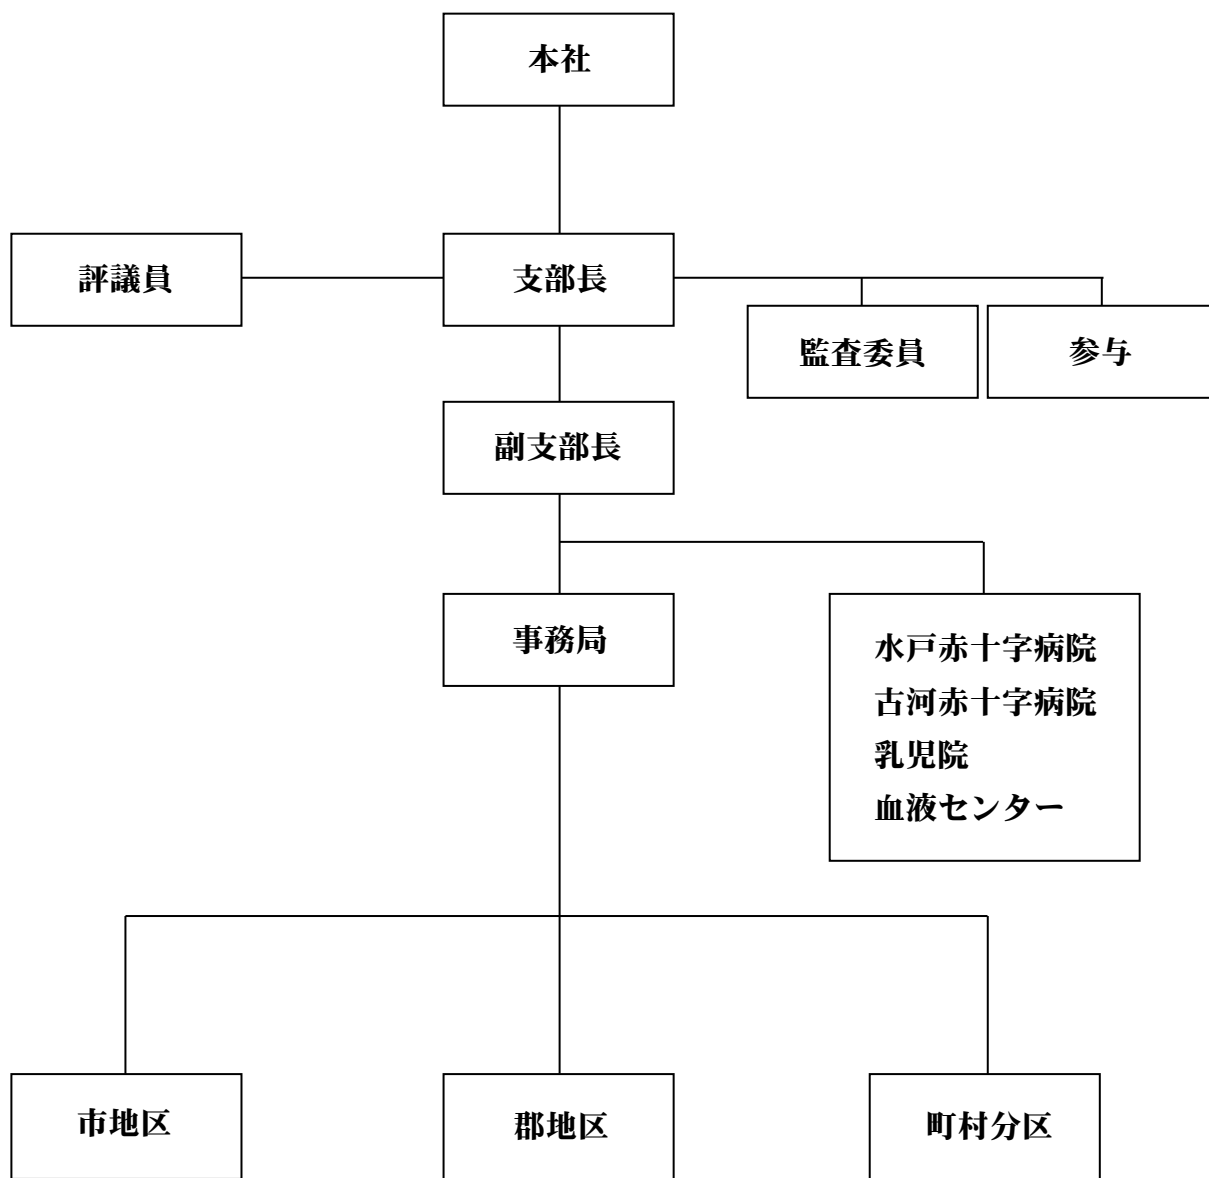 本社
評議員
支部長
監査委員
参与
副支部長
事務局
水戸赤十字病院
古河赤十字病院
乳児院
血液センター
市地区
郡地区
町村分区